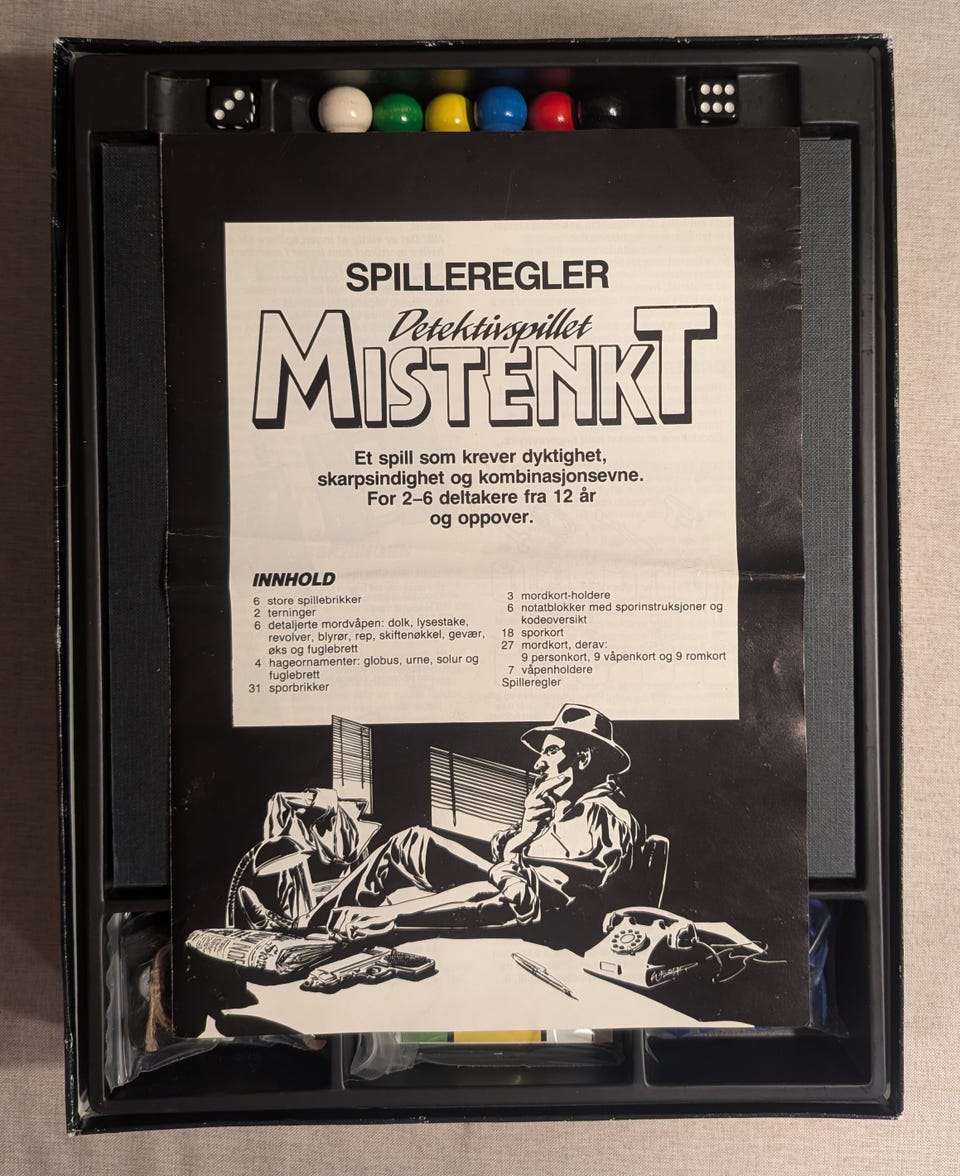 SPILLEREGLER
Detektivspillet
MISTENKT
Et spill som krever dyktighet,
skarpsindighet og kombinasjonsevne.
For 2–6 deltakere fra 12 år
og oppover.
INNHOLD
6 store spillebrikker
2 terninger
6 detaljerte mordvåpen: dolk, lysestake,
revolver, blyrør, rep, skiftenøkkel, gevær,
øks og fuglebrett
4 hageornamenter: globus, urne, solur og
fuglebrett
31 sporbrikker
3 mordkort-holdere
6 notatblokker med sporinstruksjoner og
kodeoversikt
18 sporkort
27 mordkort, derav:
9 personkort, 9 våpenkort og 9 romkort
7 våpenholdere
Spilleregler